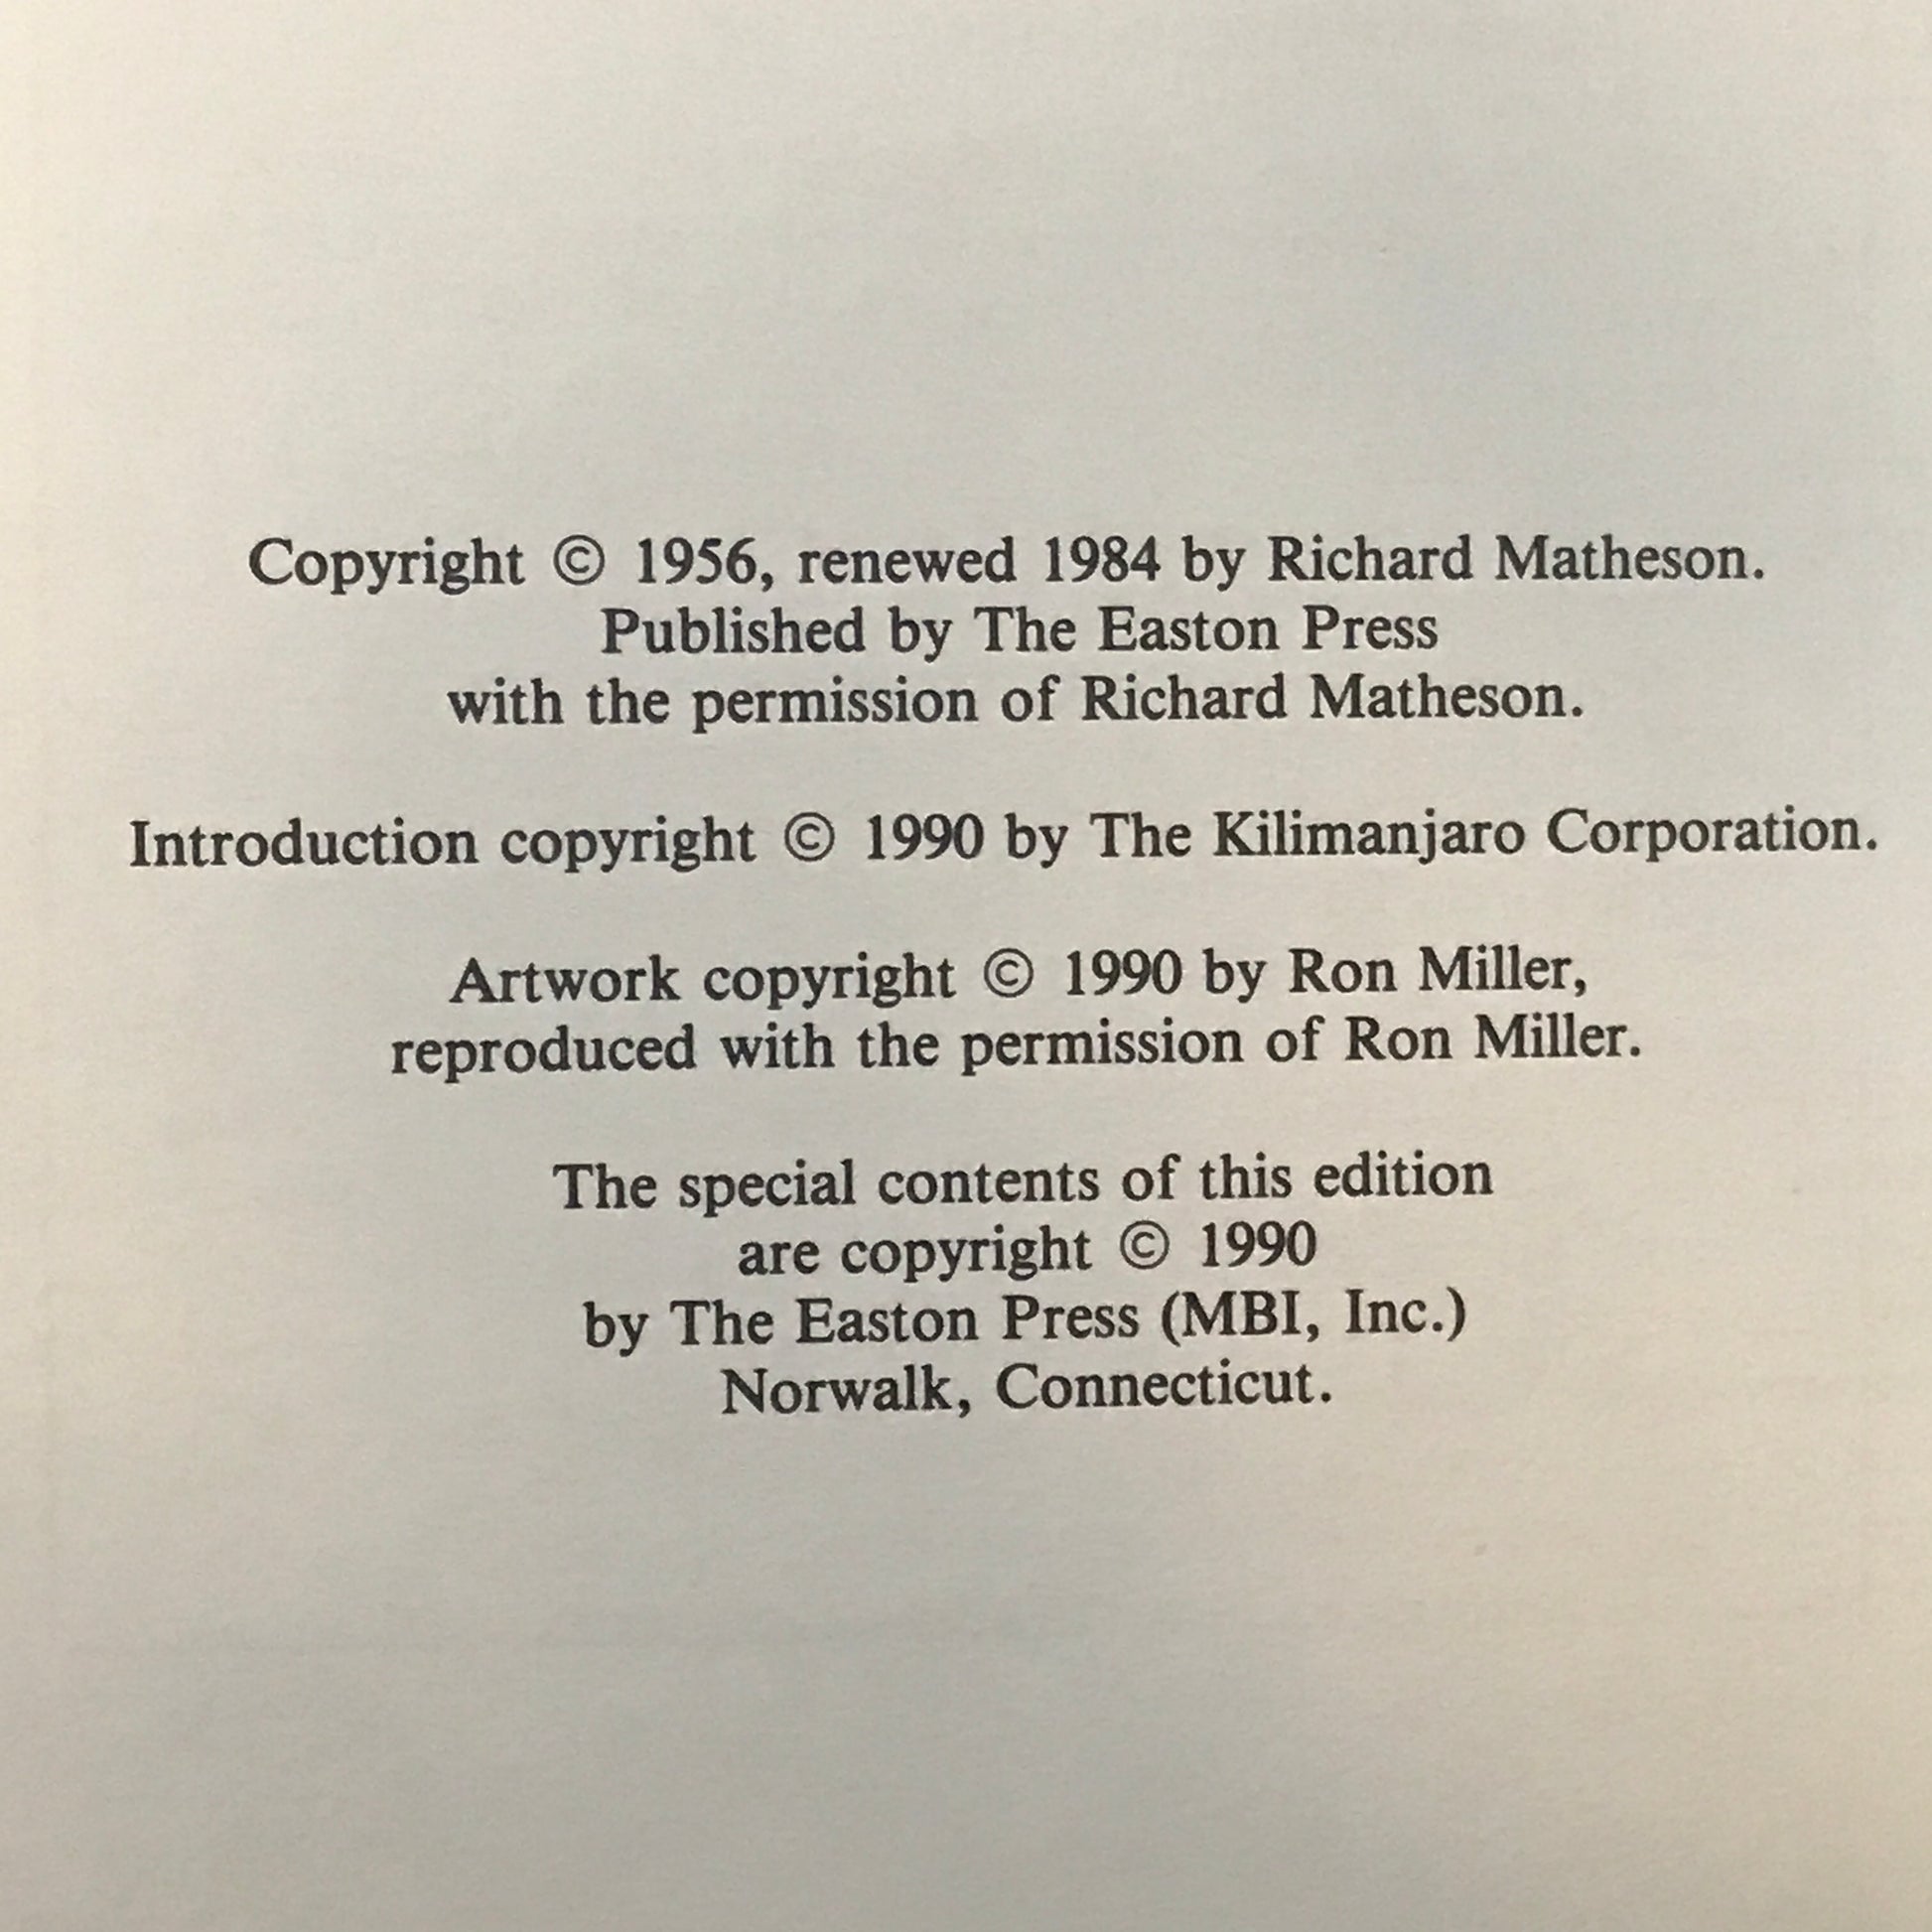 Copyright © 1956, renewed 1984 by Richard Matheson.
Published by The Easton Press
with the permission of Richard Matheson.
Introduction copyright © 1990 by The Kilimanjaro Corporation.
Artwork copyright © 1990 by Ron Miller,
reproduced with the permission of Ron Miller.
The special contents of this edition
are copyright © 1990
by The Easton Press (MBI, Inc.)
Norwalk, Connecticut.